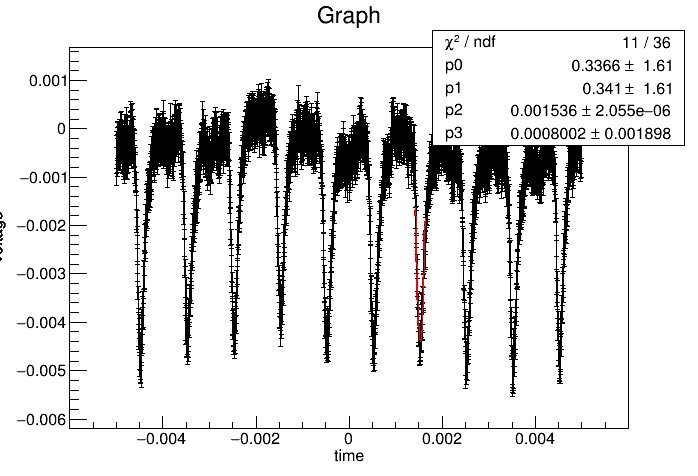 Graph
χ² / ndf 11 / 36
p0 0.3366 ± 1.61
p1 0.341 ± 1.61
p2 0.001536 ± 2.055e−06
p3 0.0008002 ± 0.001898
0.001
0
−0.001
−0.002
−0.003
−0.004
−0.005
−0.006
−0.004 −0.002 0 0.002 0.004
time